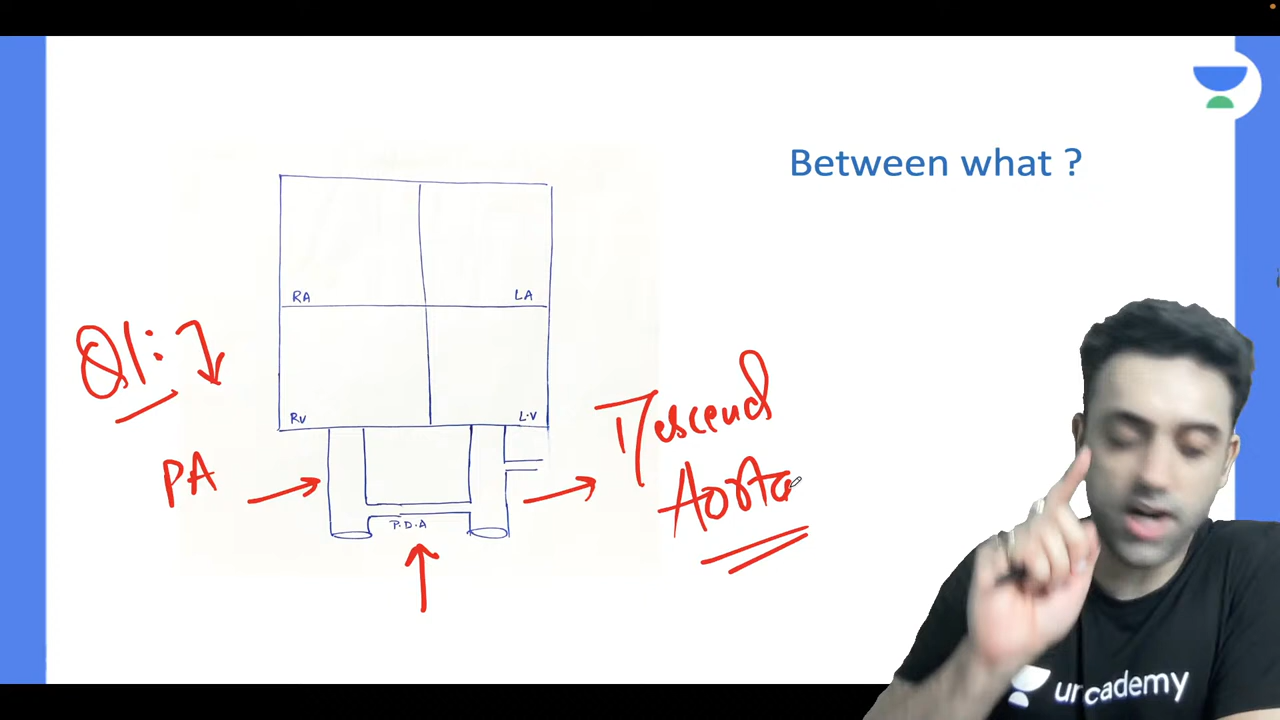 Between what ?
RA
LA
Q1:
RV
L.V
Descend
PA
Aorta
P.D.A
unacademy